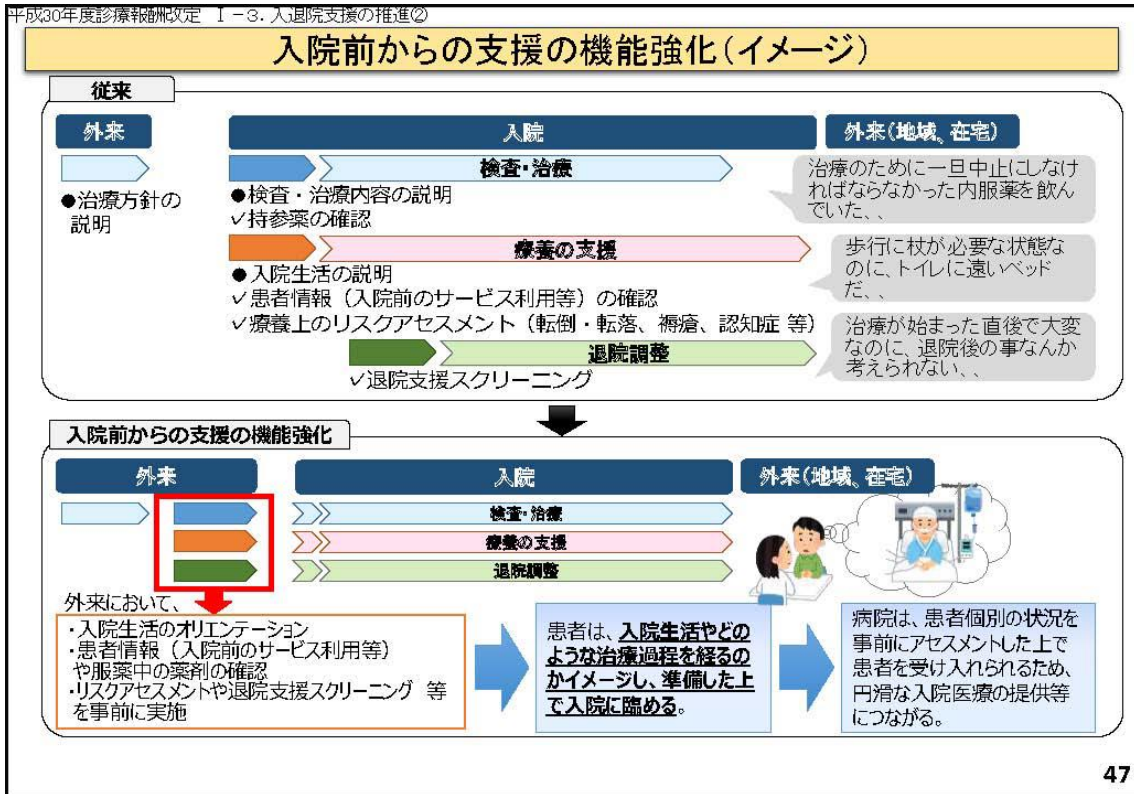 平成30年度診療報酬改定 Ⅰ-3.入退院支援の推進②
入院前からの支援の機能強化(イメージ)
従来
外来
入院
外来(地域、在宅)
検査・治療
●治療方針の
説明
●検査・治療内容の説明
✓持参薬の確認
治療のために一旦中止にしなけ
ればならなかった内服薬を飲ん
でいた、、
療養の支援
●入院生活の説明
✓患者情報(入院前のサービス利用等)の確認
✓療養上のリスクアセスメント(転倒・転落、褥瘡、認知症 等)
歩行に杖が必要な状態な
のに、トイレに遠いベッド
だ、、
退院調整
✓退院支援スクリーニング
治療が始まった直後で大変
なのに、退院後の事なんか
考えられない、、
入院前からの支援の機能強化
外来
入院
外来(地域、在宅)
検査・治療
療養の支援
退院調整
外来において、
・入院生活のオリエンテーション
・患者情報(入院前のサービス利用等)
や服薬中の薬剤の確認
・リスクアセスメントや退院支援スクリーニング 等
を事前に実施
患者は、入院生活やどの
ような治療過程を経るの
かイメージし、準備した上
で入院に臨める。
病院は、患者個別の状況を
事前にアセスメントした上で
患者を受け入れられるため、
円滑な入院医療の提供等
につながる。
47